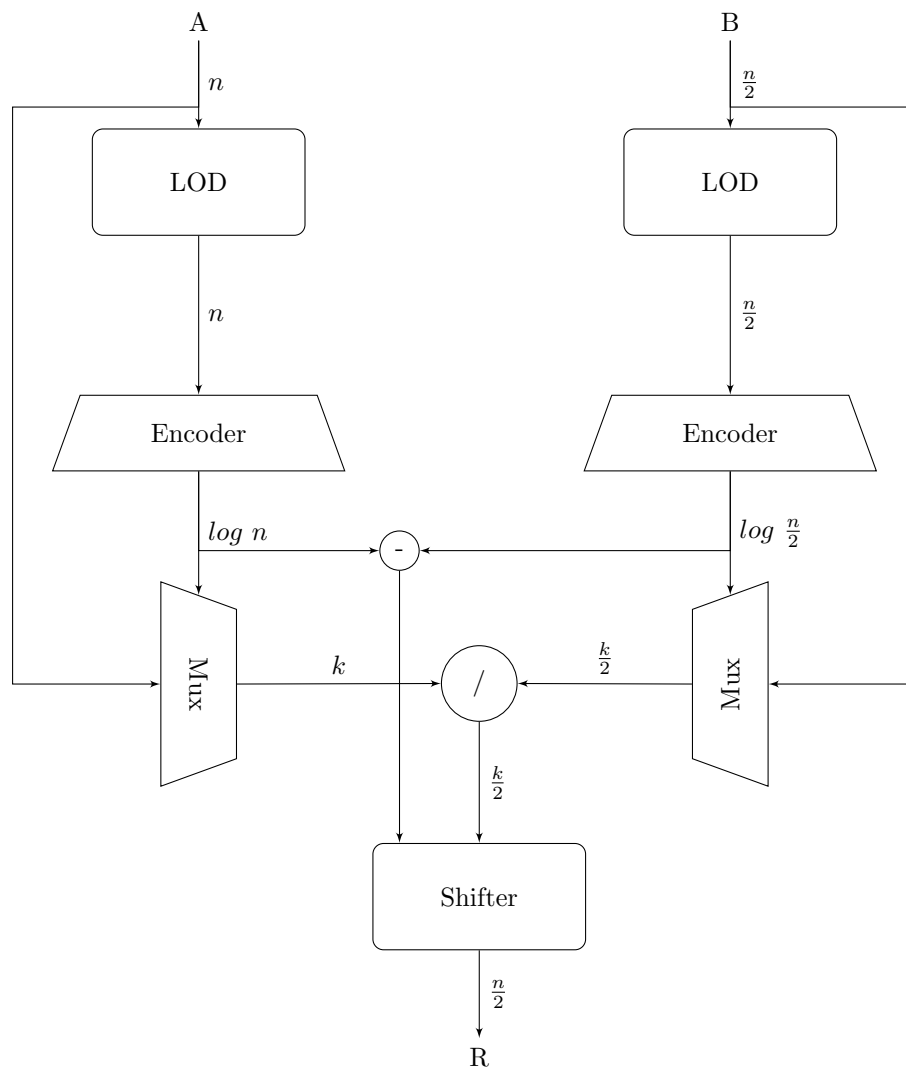 A B
n n/2
LOD LOD
n n/2
Encoder Encoder
log n - log n/2
Mux k / k/2 Mux
k/2
Shifter
n/2
R